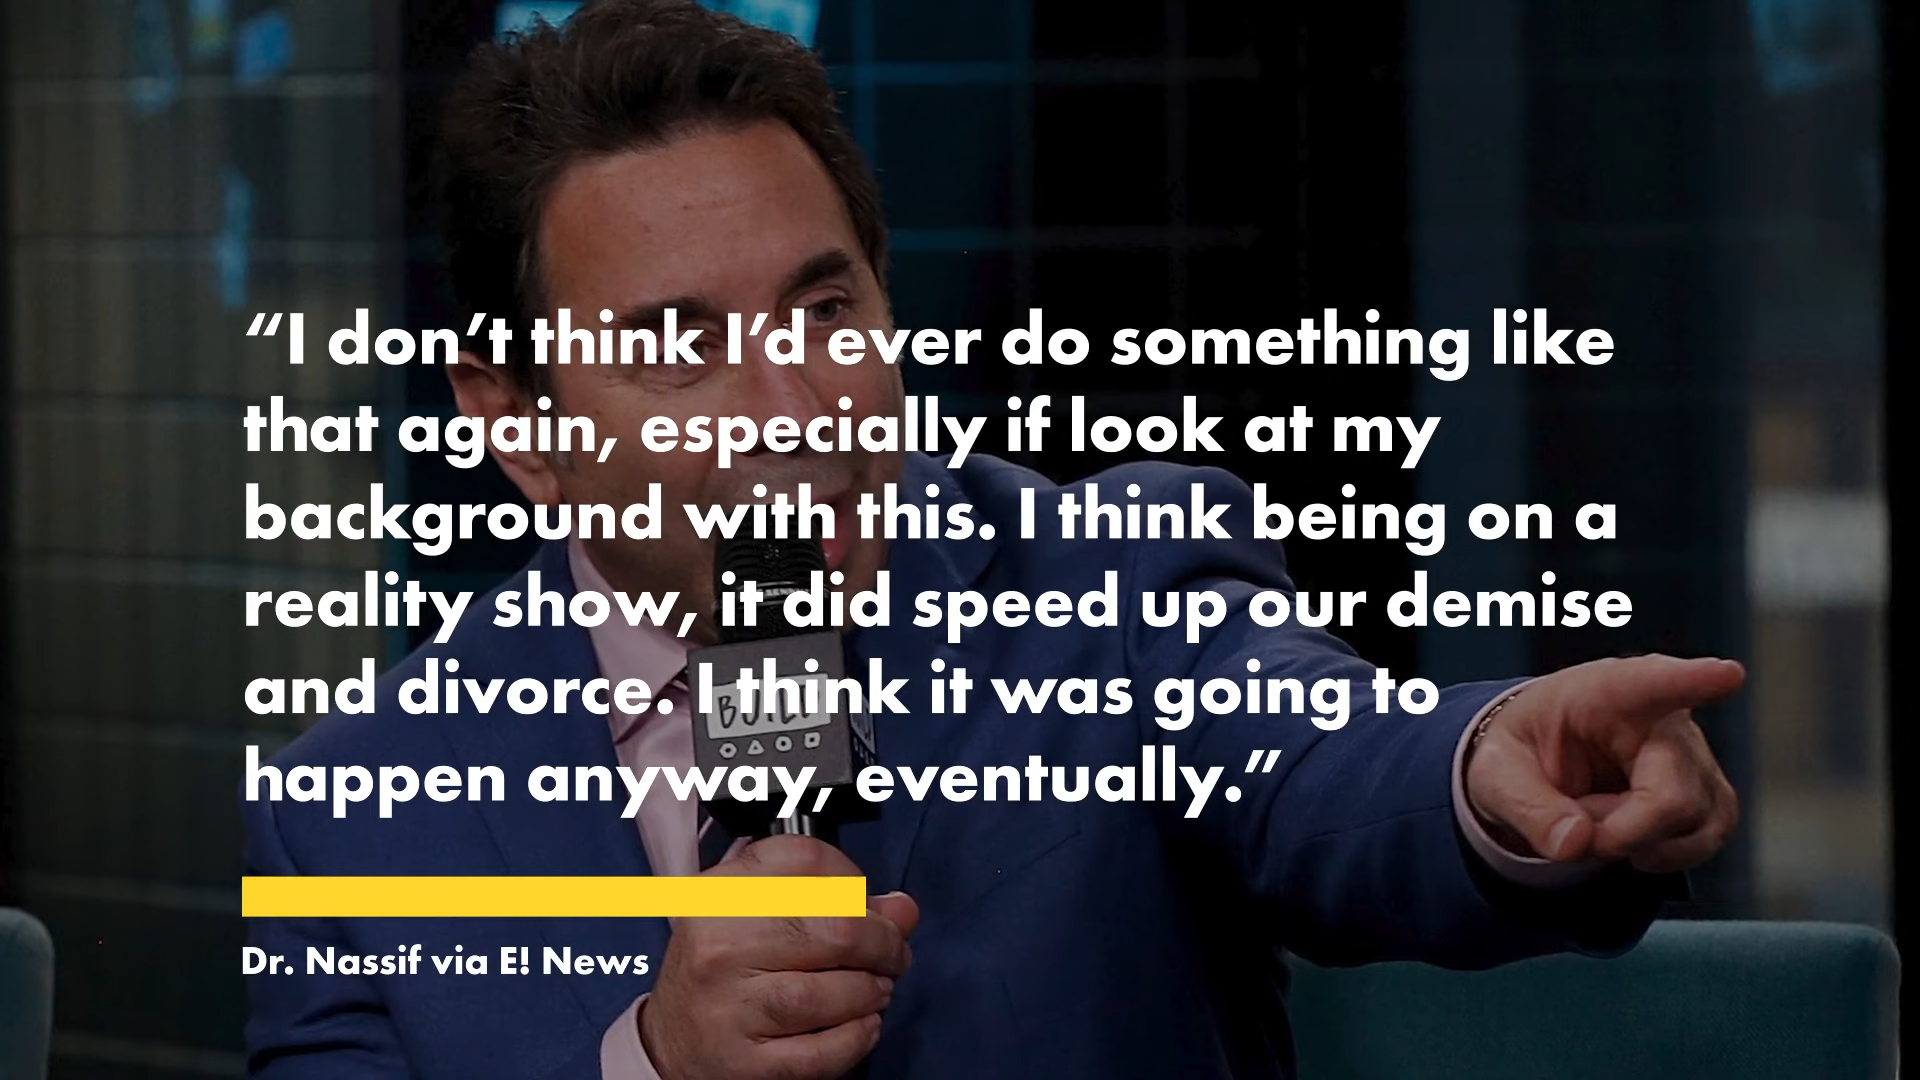 “I don’t think I’d ever do something like
that again, especially if look at my
background with this. I think being on a
reality show, it did speed up our demise
and divorce. I think it was going to
happen anyway, eventually.”
BUILD
Dr. Nassif via E! News